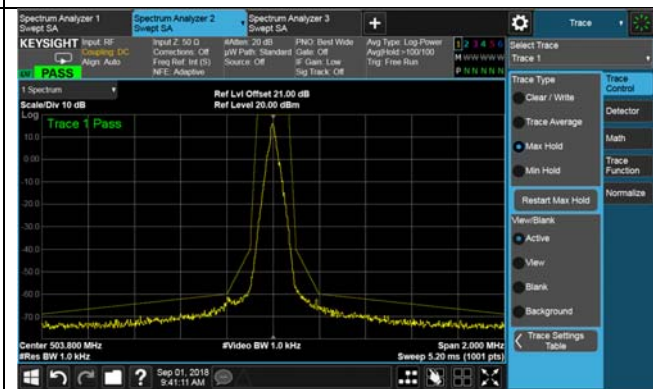 Spectrum Analyzer 1
Swept SA
Spectrum Analyzer 2
Swept SA
Spectrum Analyzer 3
Swept SA
+
Trace
KEYSIGHT
Input: RF
Coupling: DC
Align: Auto
Input Z: 50 Ω
Corrections: Off
Freq Ref: Int (S)
NFE: Adaptive
#Atten: 20 dB
µW Path: Standard
Source: Off
PNO: Best Wide
Gate: Off
IF Gain: Low
Sig Track: Off
Avg Type: Log-Power
Avg|Hold:>100/100
Trig: Free Run
1 2 3 4 5 6
M W W W W W
P N N N N N
PASS
Select Trace
Trace 1
1 Spectrum
Scale/Div 10 dB
Ref Lvl Offset 21.00 dB
Ref Level 20.00 dBm
Log
Trace 1 Pass
10.0
0.00
-10.0
-20.0
-30.0
-40.0
-50.0
-60.0
-70.0
Center 503.800 MHz
#Res BW 1.0 kHz
#Video BW 1.0 kHz
Span 2.000 MHz
Sweep 5.20 ms (1001 pts)
Trace Type
Clear / Write
Trace Average
Max Hold
Min Hold
Restart Max Hold
View/Blank
Active
View
Blank
Background
Trace Settings
Table
Trace
Control
Detector
Math
Trace
Function
Normalize
?
Sep 01, 2018
9:41:11 AM